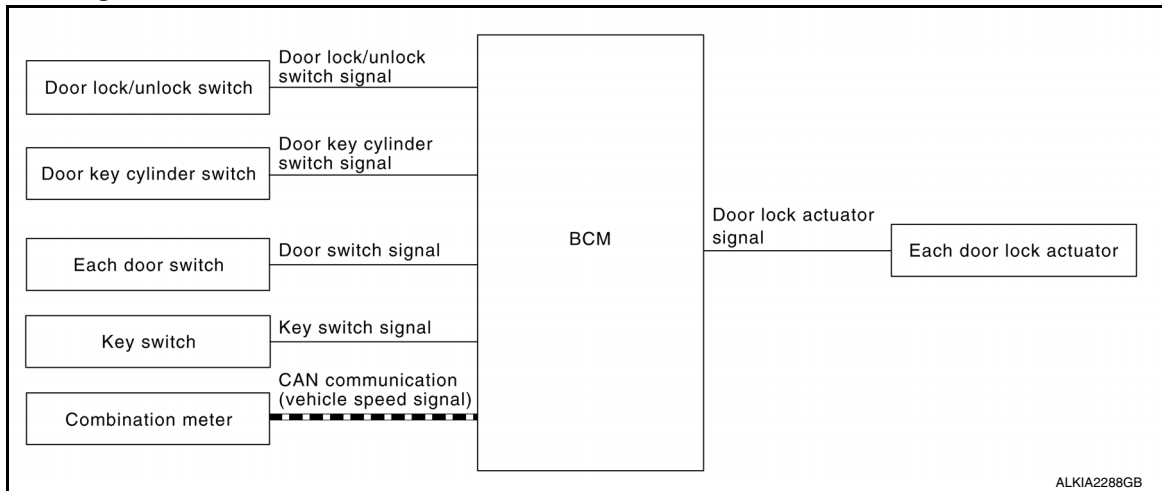 Door lock/unlock switch
Door lock/unlock
switch signal
Door key cylinder switch
Door key cylinder
switch signal
Each door switch
Door switch signal
Key switch
Key switch signal
Combination meter
CAN communication
(vehicle speed signal)
BCM
Door lock actuator
signal
Each door lock actuator
ALKIA2288GB